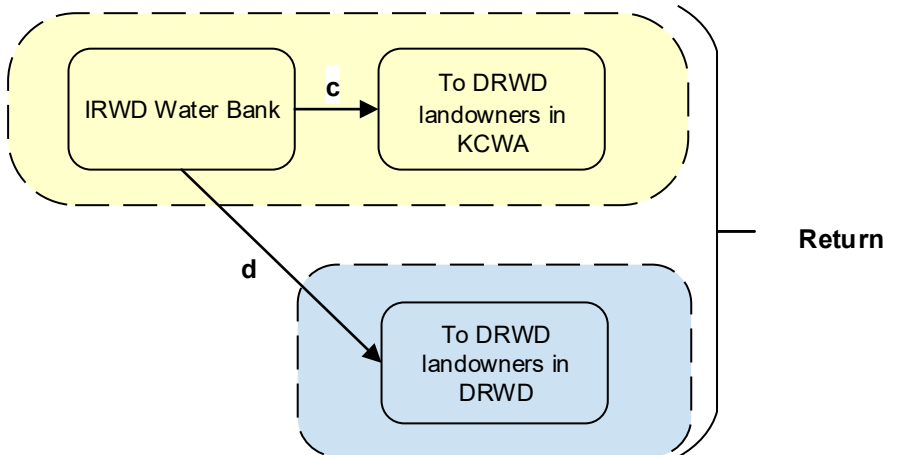 IRWD Water Bank
c
To DRWD
landowners in
KCWA
Return
d
To DRWD
landowners in
DRWD